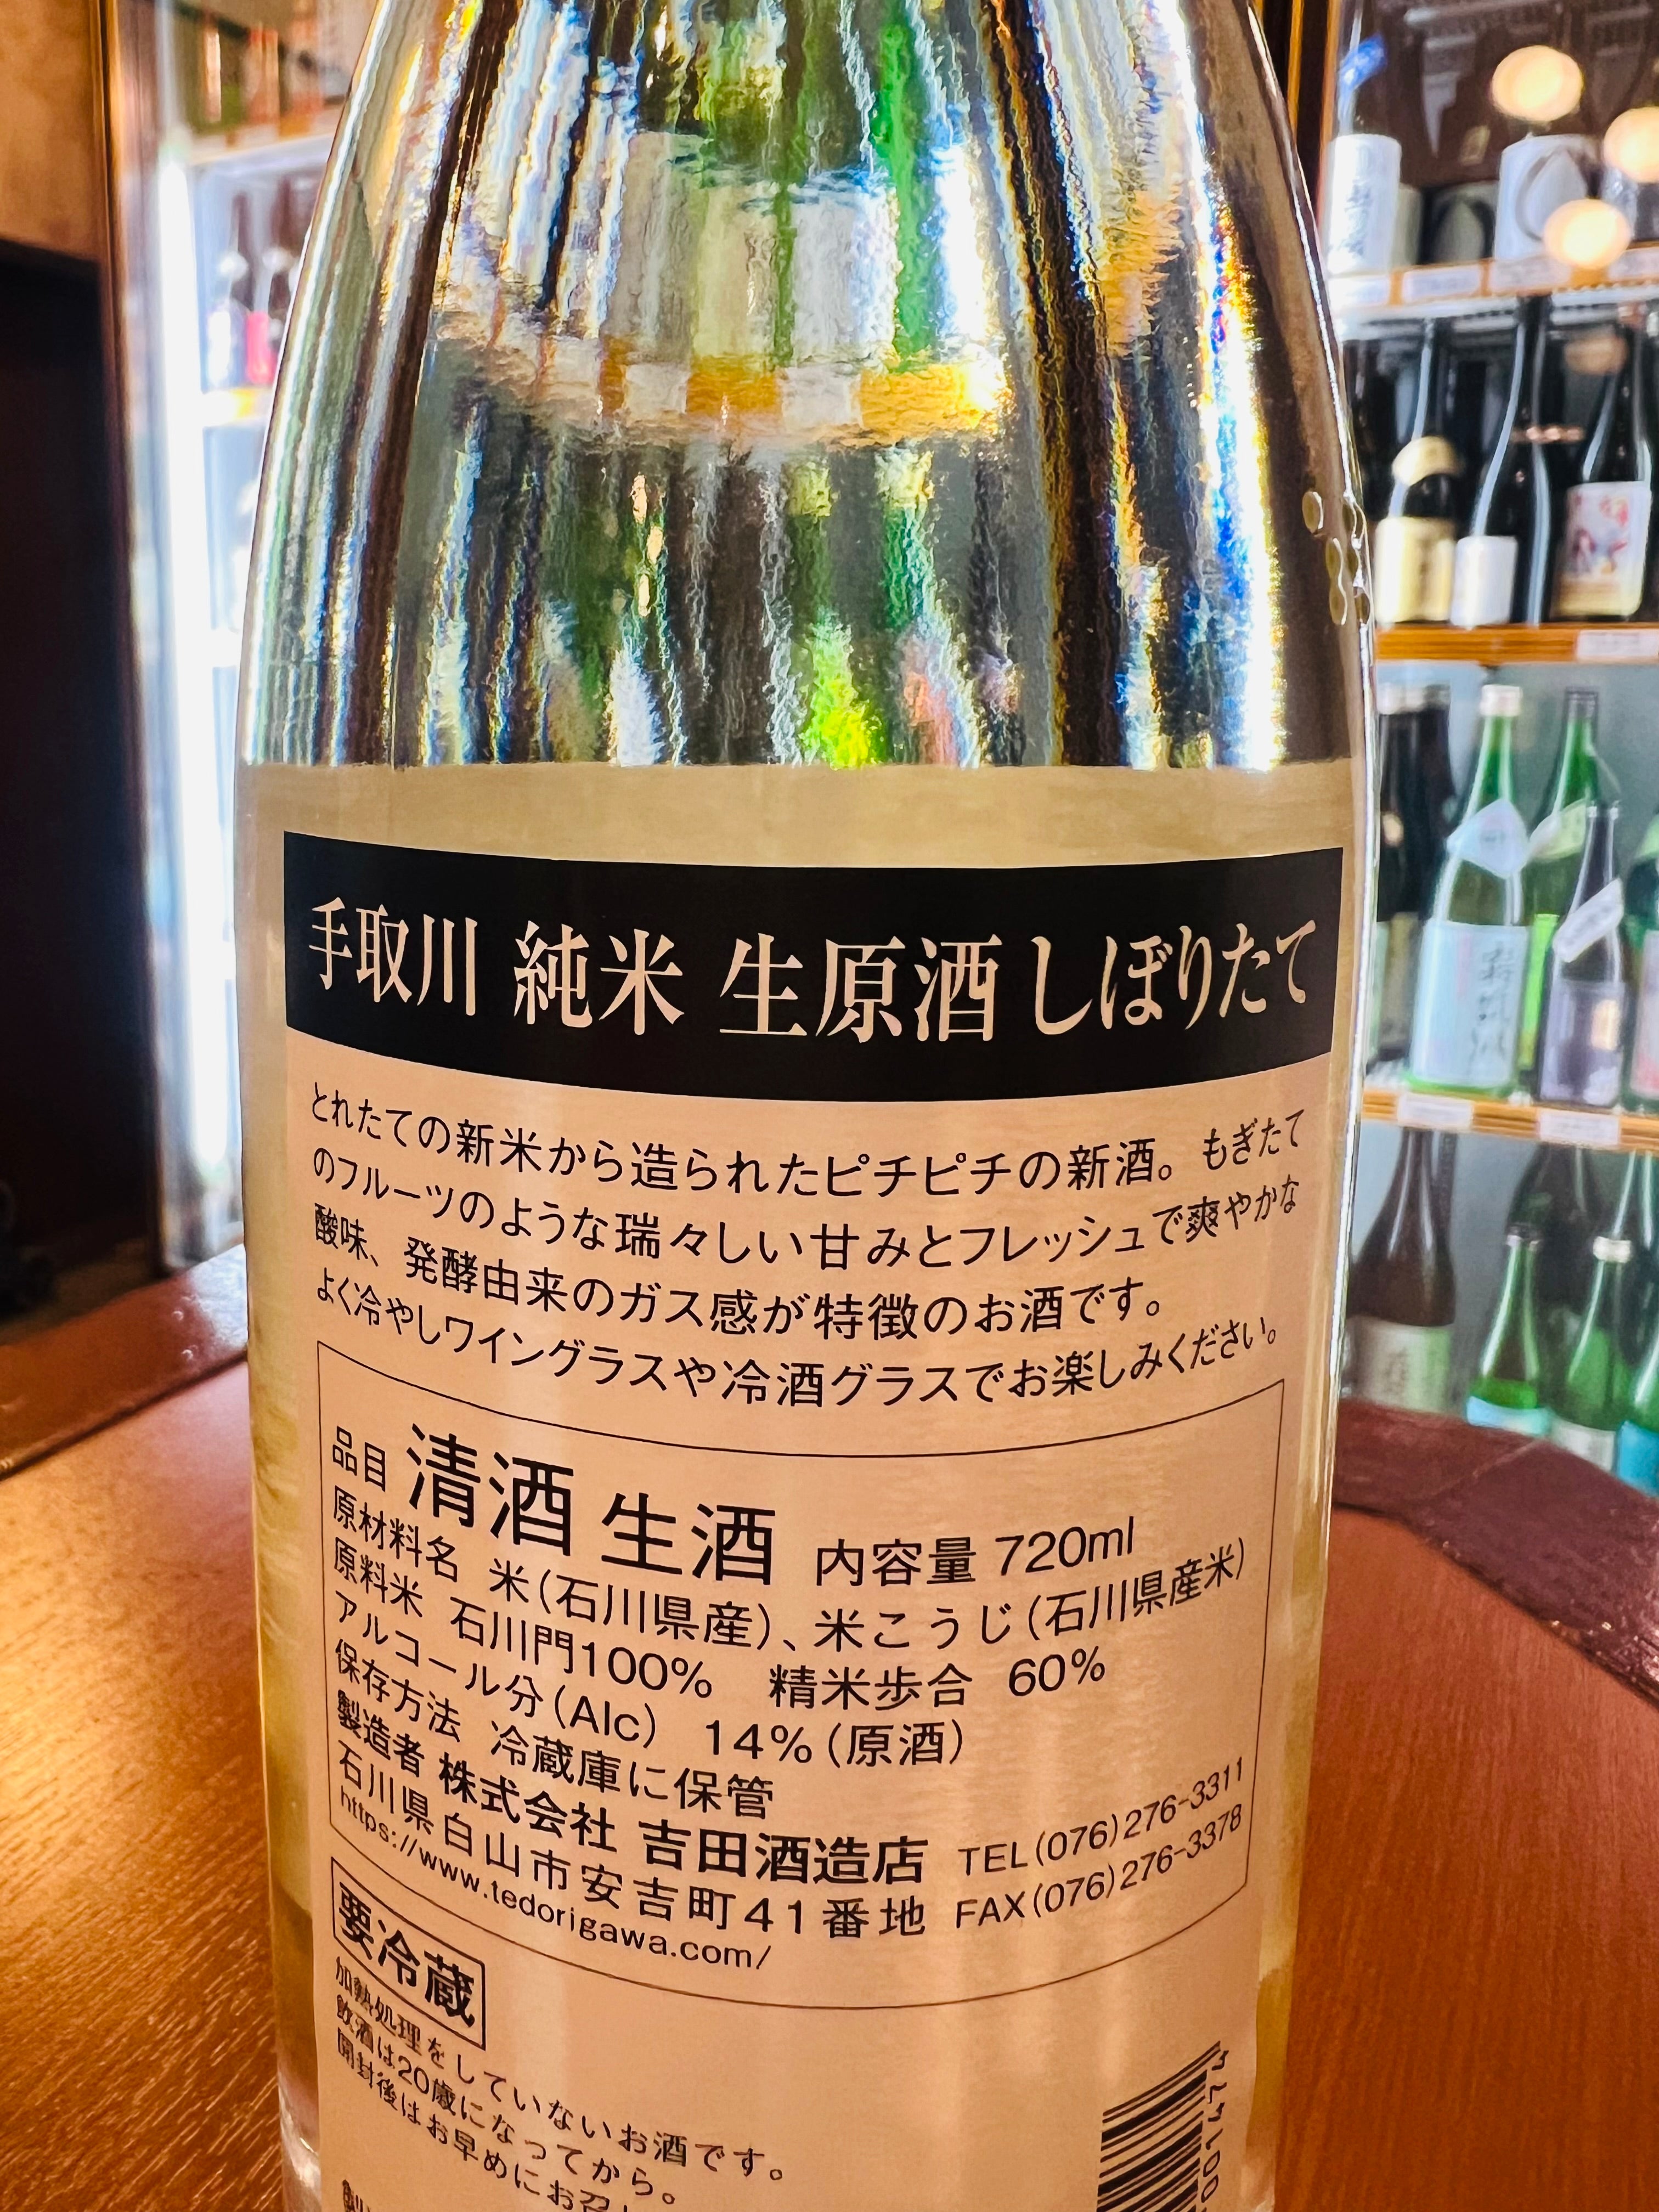 手取川 純米 生原酒 しぼりたて
とれたての新米から造られたピチピチの新酒。もぎたて
のフルーツのような瑞々しい甘みとフレッシュで爽やかな
酸味、発酵由来のガス感が特徴のお酒です。
よく冷やしワイングラスや冷酒グラスでお楽しみください。
品目 清酒 生酒 内容量 720ml
原材料名 米(石川県産)、米こうじ(石川県産米)
原料米 石川門100% 精米歩合 60%
アルコール分(Alc) 14%(原酒)
保存方法 冷蔵庫に保管
製造者 株式会社 吉田酒造店 TEL(076)276-3311
石川県白山市安吉町41番地 FAX(076)276-3378
https://www.tedorigawa.com/
要冷蔵
加熱処理をしていないお酒です。
飲酒は20歳になってから。
開封後はお早めにお召